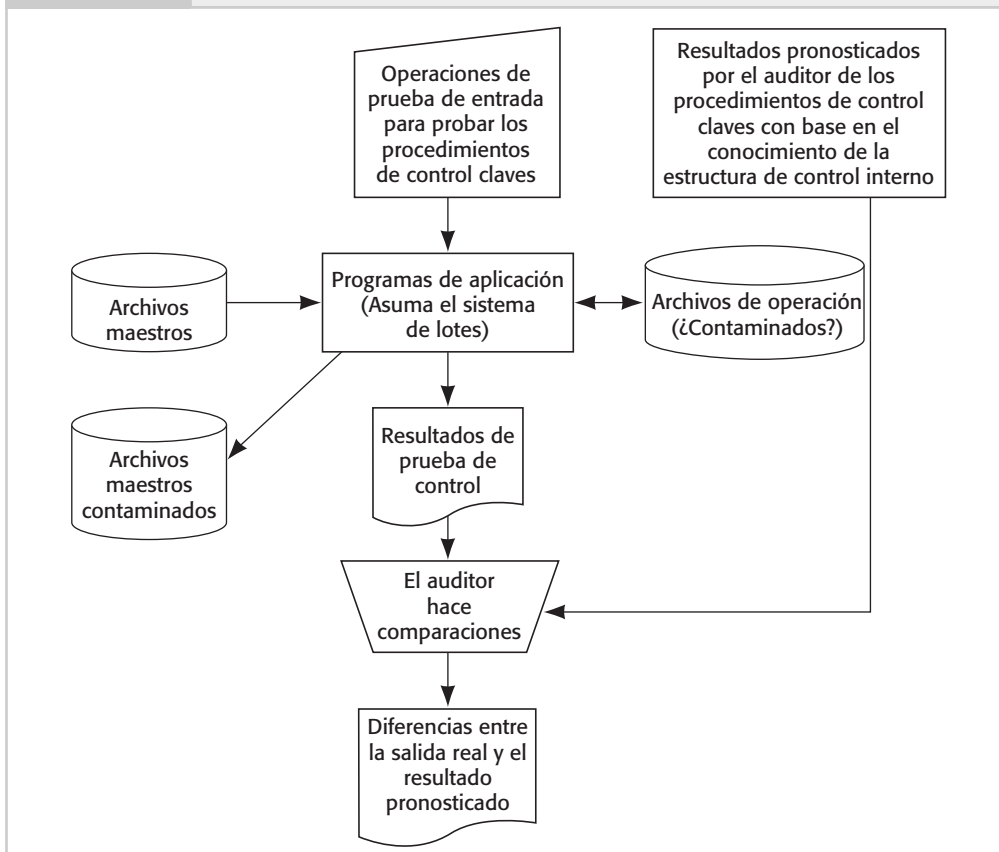 Operaciones de
prueba de entrada
para probar los
procedimientos
de control claves
Resultados pronosticados
por el auditor de los
procedimientos de control
claves con base en el
conocimiento de la
estructura de control interno
Archivos
maestros
Programas de aplicación
(Asuma el sistema
de lotes)
Archivos de operación
(¿Contaminados?)
Archivos
maestros
contaminados
Resultados de
prueba de
control
El auditor
hace
comparaciones
Diferencias entre
la salida real y el
resultado
pronosticado